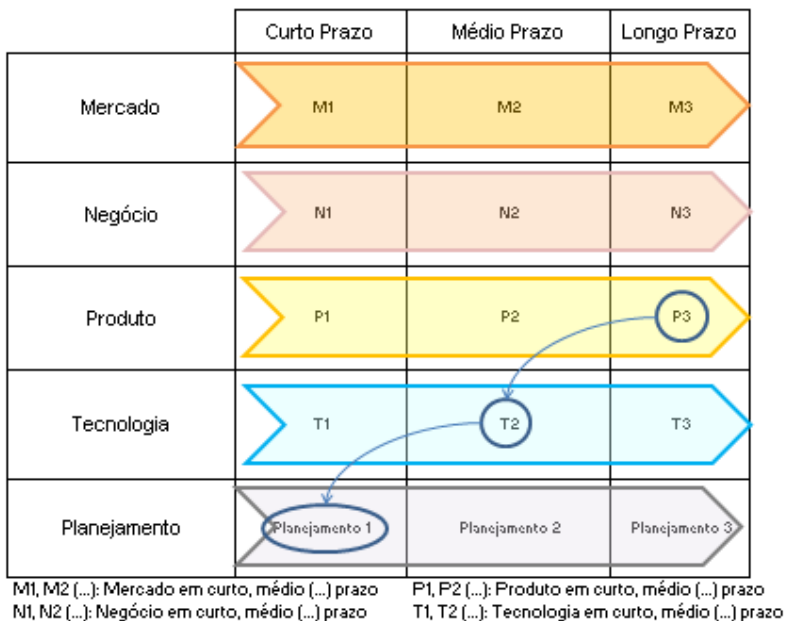 Curto Prazo Médio Prazo Longo Prazo
Mercado M1 M2 M3
Negócio N1 N2 N3
Produto P1 P2 P3
Tecnologia T1 T2 T3
Planejamento Planejamento 1 Planejamento 2 Planejamento 3
M1, M2 (...): Mercado em curto, médio (...) prazo P1, P2 (...): Produto em curto, médio (...) prazo
N1, N2 (...): Negócio em curto, médio (...) prazo T1, T2 (...): Tecnologia em curto, médio (...) prazo